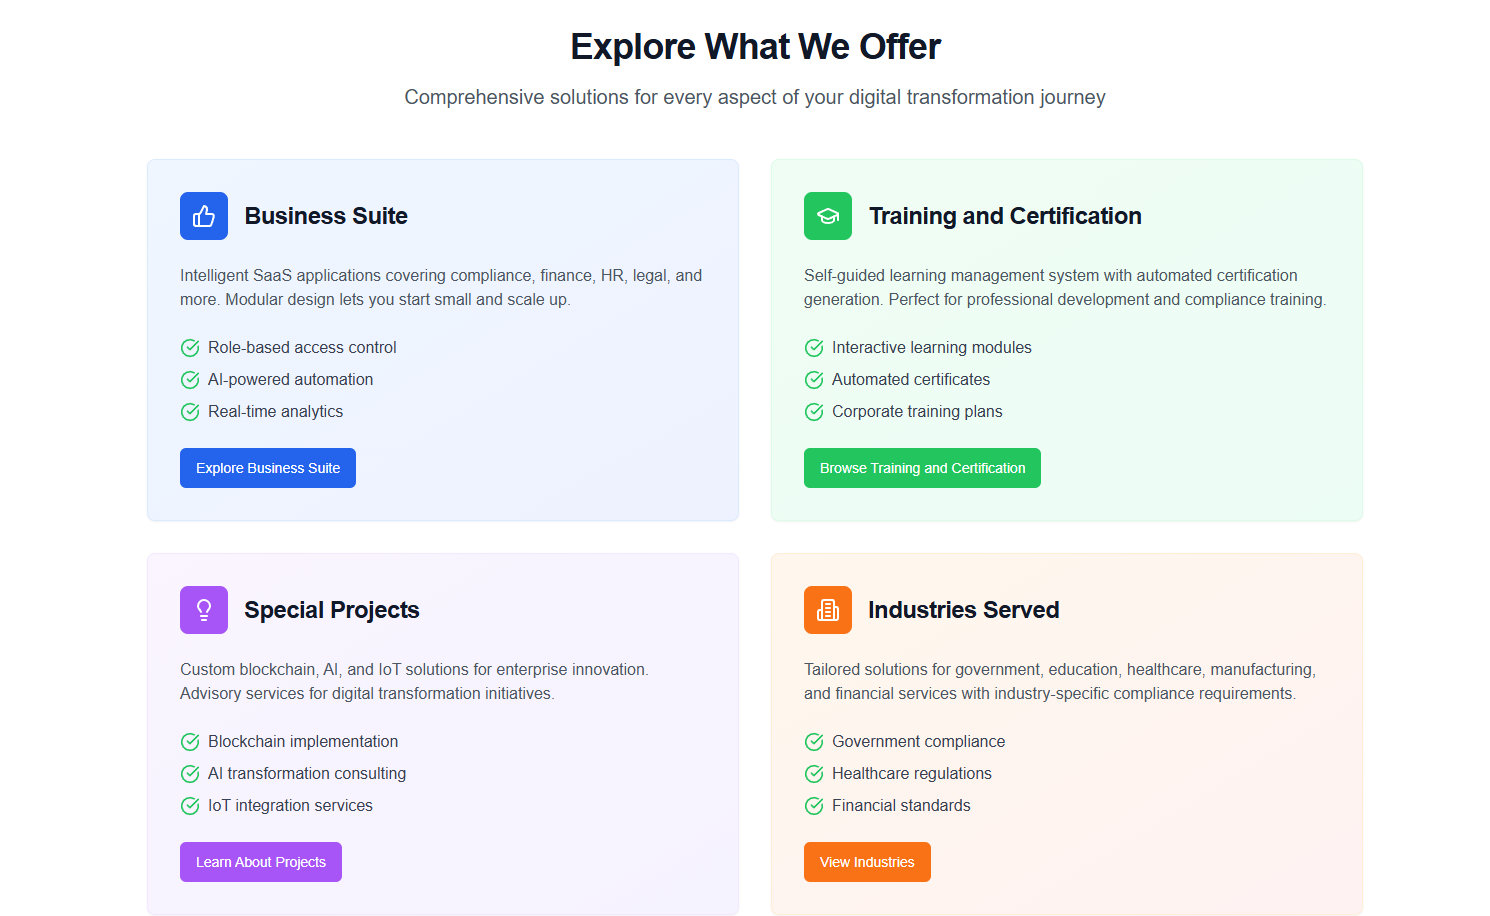 Explore What We Offer
Comprehensive solutions for every aspect of your digital transformation journey
Business Suite
Intelligent SaaS applications covering compliance, finance, HR, legal, and
more. Modular design lets you start small and scale up.
Role-based access control
AI-powered automation
Real-time analytics
Explore Business Suite
Training and Certification
Self-guided learning management system with automated certification
generation. Perfect for professional development and compliance training.
Interactive learning modules
Automated certificates
Corporate training plans
Browse Training and Certification
Special Projects
Custom blockchain, AI, and IoT solutions for enterprise innovation.
Advisory services for digital transformation initiatives.
Blockchain implementation
AI transformation consulting
IoT integration services
Learn About Projects
Industries Served
Tailored solutions for government, education, healthcare, manufacturing,
and financial services with industry-specific compliance requirements.
Government compliance
Healthcare regulations
Financial standards
View Industries